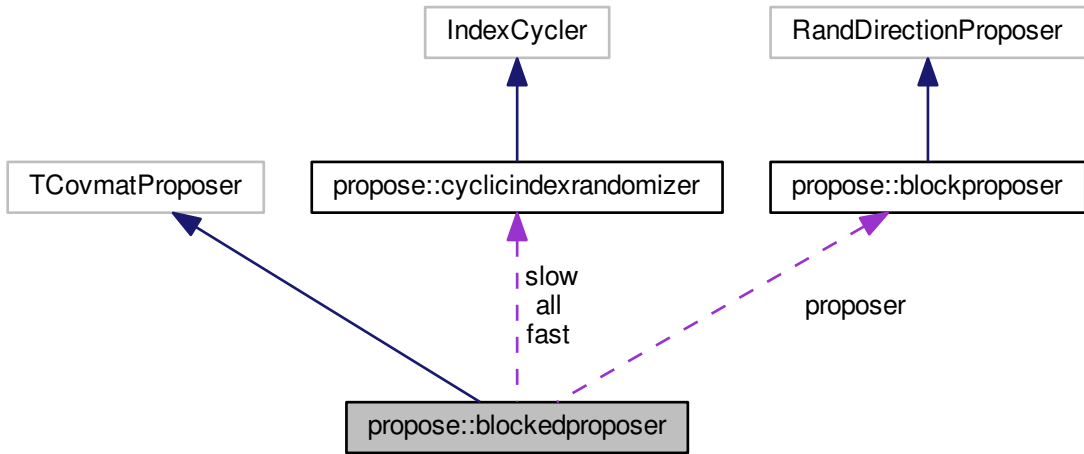 IndexCycler
RandDirectionProposer
TCovmatProposer
propose::cyclicindexrandomizer
propose::blockproposer
slow
all
fast
proposer
propose::blockedproposer